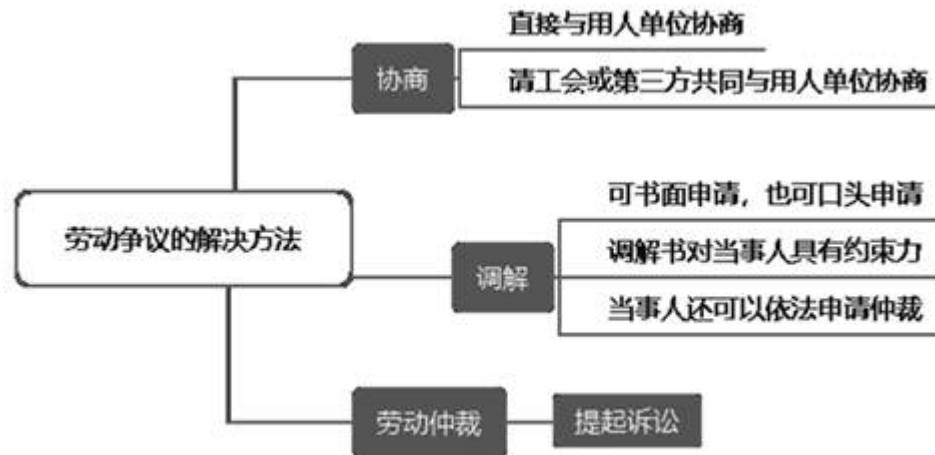 劳动争议的解决方法
协商
直接与用人单位协商
请工会或第三方共同与用人单位协商
调解
可书面申请，也可口头申请
调解书对当事人具有约束力
当事人还可以依法申请仲裁
劳动仲裁
提起诉讼